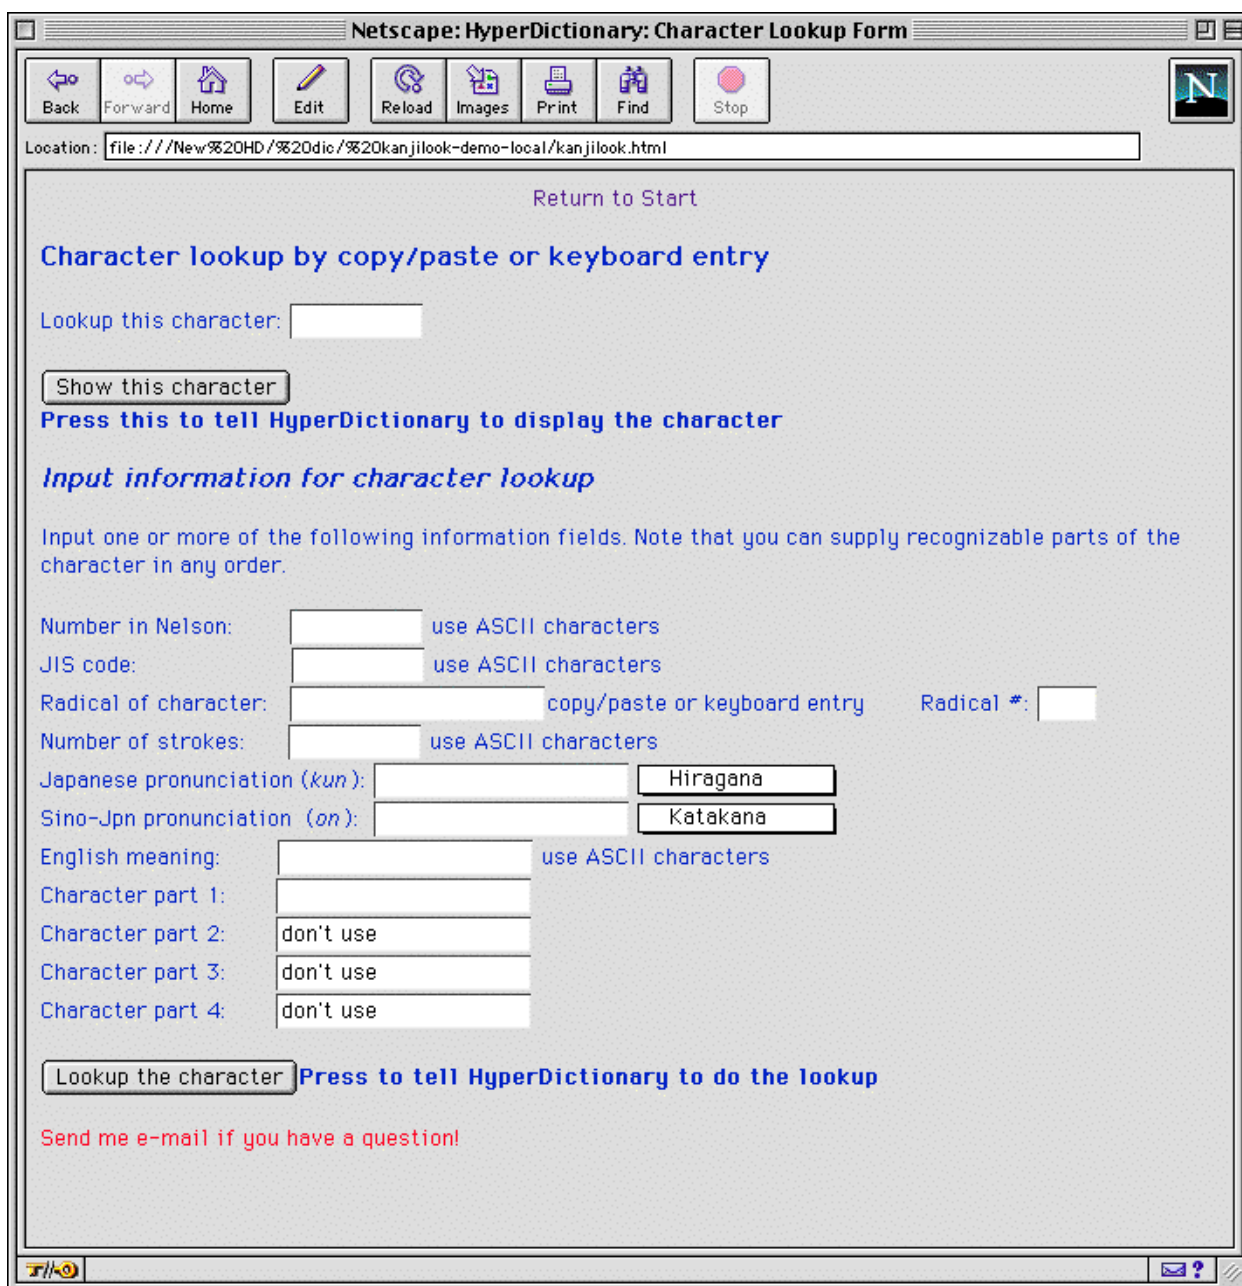 Netscape: HyperDictionary: Character Lookup Form
Back Forward Home Edit Reload Images Print Find Stop N
Location: file:///New%20HD/%20dic/%20kanjilook-demo-local/kanjilook.html
Return to Start
Character lookup by copy/paste or keyboard entry
Lookup this character:
Show this character
Press this to tell HyperDictionary to display the character
Input information for character lookup
Input one or more of the following information fields. Note that you can supply recognizable parts of the
character in any order.
Number in Nelson: use ASCII characters
JIS code: use ASCII characters
Radical of character: copy/paste or keyboard entry Radical #:
Number of strokes: use ASCII characters
Japanese pronunciation (kun): Hiragana
Sino-Jpn pronunciation (on): Katakana
English meaning: use ASCII characters
Character part 1:
Character part 2: don't use
Character part 3: don't use
Character part 4: don't use
Lookup the character Press to tell HyperDictionary to do the lookup
Send me e-mail if you have a question!
?